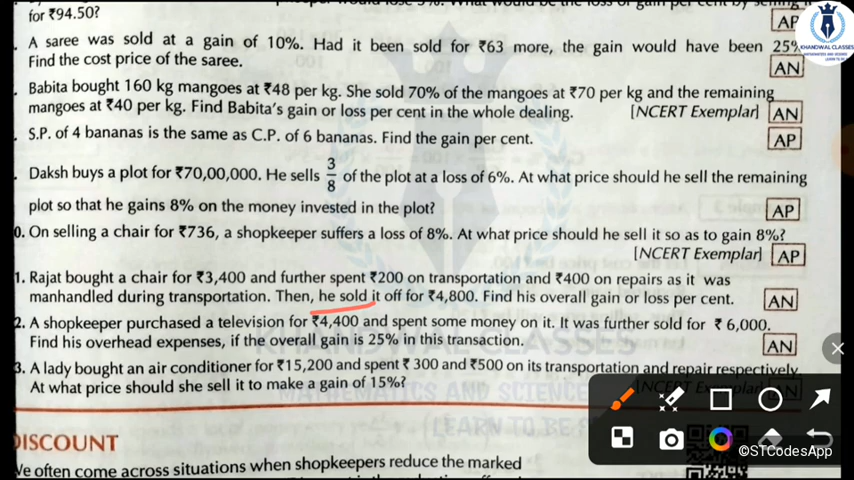 for ₹94.50?
AP
KHANDWAL CLASSES
. A saree was sold at a gain of 10%. Had it been sold for ₹63 more, the gain would have been 25%
Find the cost price of the saree.
AN
. Babita bought 160 kg mangoes at ₹48 per kg. She sold 70% of the mangoes at ₹70 per kg and the remaining
mangoes at ₹40 per kg. Find Babita's gain or loss per cent in the whole dealing. [NCERT Exemplar] AN
. S.P. of 4 bananas is the same as C.P. of 6 bananas. Find the gain per cent. AP
. Daksh buys a plot for ₹70,00,000. He sells 3/8 of the plot at a loss of 6%. At what price should he sell the remaining
plot so that he gains 8% on the money invested in the plot? AP
0. On selling a chair for ₹736, a shopkeeper suffers a loss of 8%. At what price should he sell it so as to gain 8%?
[NCERT Exemplar] AP
1. Rajat bought a chair for ₹3,400 and further spent ₹200 on transportation and ₹400 on repairs as it was
manhandled during transportation. Then, he sold it off for ₹4,800. Find his overall gain or loss per cent. AN
2. A shopkeeper purchased a television for ₹4,400 and spent some money on it. It was further sold for ₹ 6,000.
Find his overhead expenses, if the overall gain is 25% in this transaction. AN
3. A lady bought an air conditioner for ₹15,200 and spent ₹ 300 and ₹500 on its transportation and repair respectively.
At what price should she sell it to make a gain of 15%? [NCERT Exemplar] AN
KHANDWAL CLASSES
MATHEMATICS AND SCIENCE
DISCOUNT
We often come across situations when shopkeepers reduce the marked
©STCodesApp